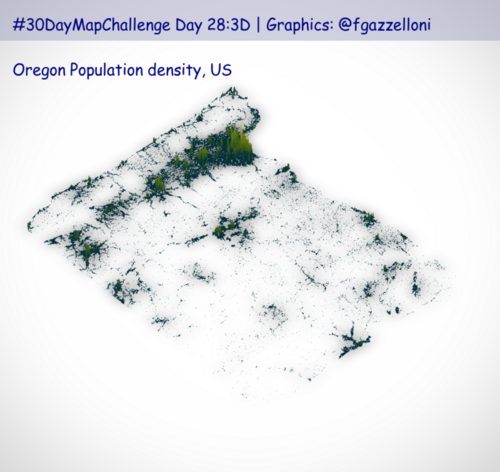 #30DayMapChallenge Day 28:3D | Graphics: @fgazzelloni
Oregon Population density, US